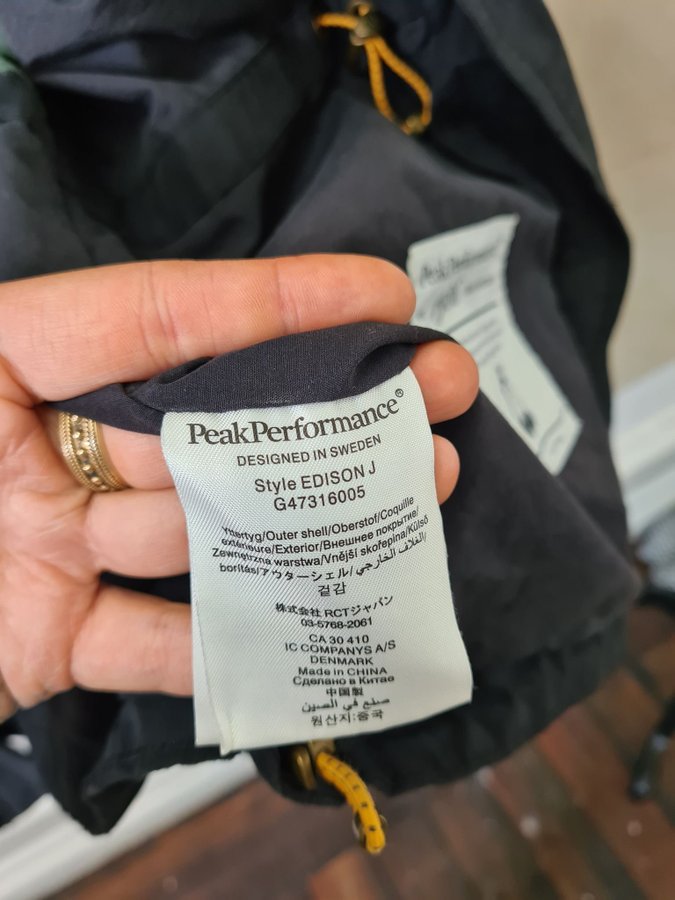 PeakPerformance®
DESIGNED IN SWEDEN
Style EDISON J
G47316005
Yttertyg/Outer shell/Oberstof/Coquille
extérieure/Exterior/Внешнее покрытие/
Zewnętrzna warstwa/Vnější skořepina/Külső
borítás/アウターシェル/الغلاف الخارجي/
겉감
株式会社 RCTジャパン
03-5768-2061
CA 30 410
IC COMPANYS A/S
DENMARK
Made in CHINA
Сделано в Китае
中国製
صنع في الصين
원산지:중국
PeakPerformance